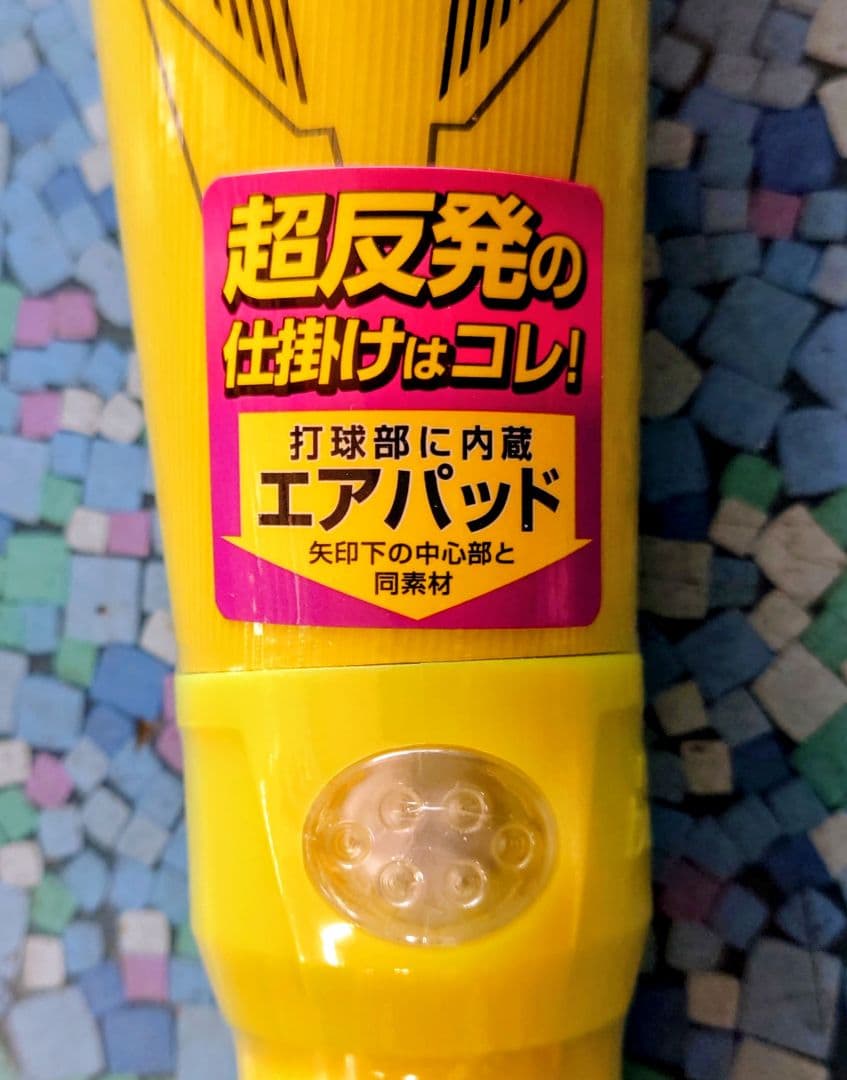 超反発の
仕掛けはコレ!
打球部に内蔵
エアパッド
矢印下の中心部と
同素材